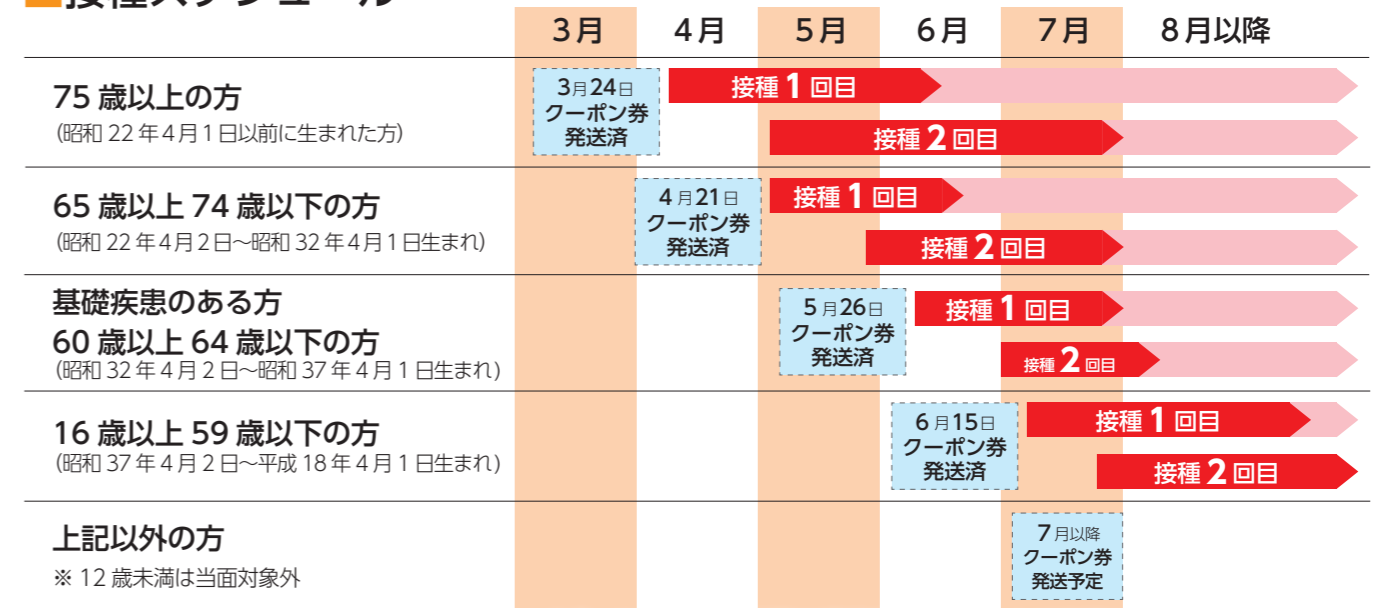 ■接種スケジュール
3月 4月 5月 6月 7月 8月以降
75歳以上の方
(昭和22年4月1日以前に生まれた方)
3月24日
クーポン券
発送済
接種1回目
接種2回目
65歳以上74歳以下の方
(昭和22年4月2日～昭和32年4月1日生まれ)
4月21日
クーポン券
発送済
接種1回目
接種2回目
基礎疾患のある方
60歳以上64歳以下の方
(昭和32年4月2日～昭和37年4月1日生まれ)
5月26日
クーポン券
発送済
接種1回目
接種2回目
16歳以上59歳以下の方
(昭和37年4月2日～平成18年4月1日生まれ)
6月15日
クーポン券
発送済
接種1回目
接種2回目
上記以外の方
※12歳未満は当面対象外
7月以降
クーポン券
発送予定